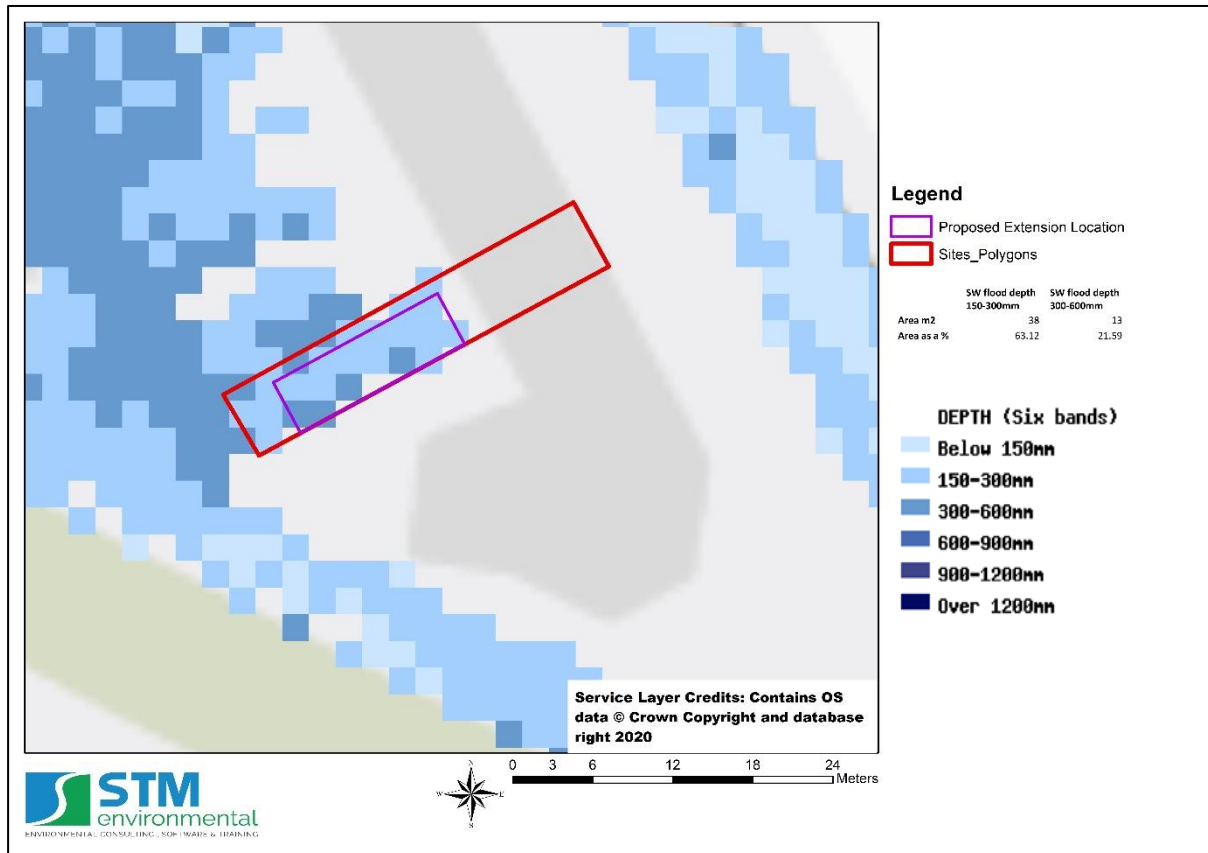 Legend
Proposed Extension Location
Sites_Polygons
SW flood depth SW flood depth
150-300mm 300-600mm
Area m2 38 13
Area as a % 63.12 21.59
DEPTH (Six bands)
Below 150mm
150-300mm
300-600mm
600-900mm
900-1200mm
Over 1200mm
Service Layer Credits: Contains OS
data © Crown Copyright and database
right 2020
STM
environmental
ENVIRONMENTAL CONSULTING , SOFTWARE & TRAINING
N
W E
S
0 3 6 12 18 24
Meters